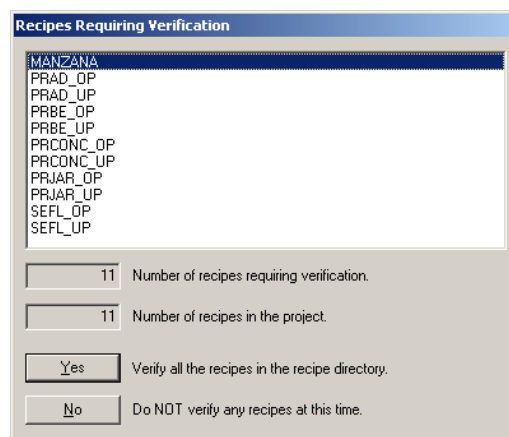 Recipes Requiring Verification
MANZANA
PRAD_OP
PRAD_UP
PRBE_OP
PRBE_UP
PRCONC_OP
PRCONC_UP
PRJAR_OP
PRJAR_UP
SEFL_OP
SEFL_UP
11 Number of recipes requiring verification.
11 Number of recipes in the project.
Yes Verify all the recipes in the recipe directory.
No Do NOT verify any recipes at this time.